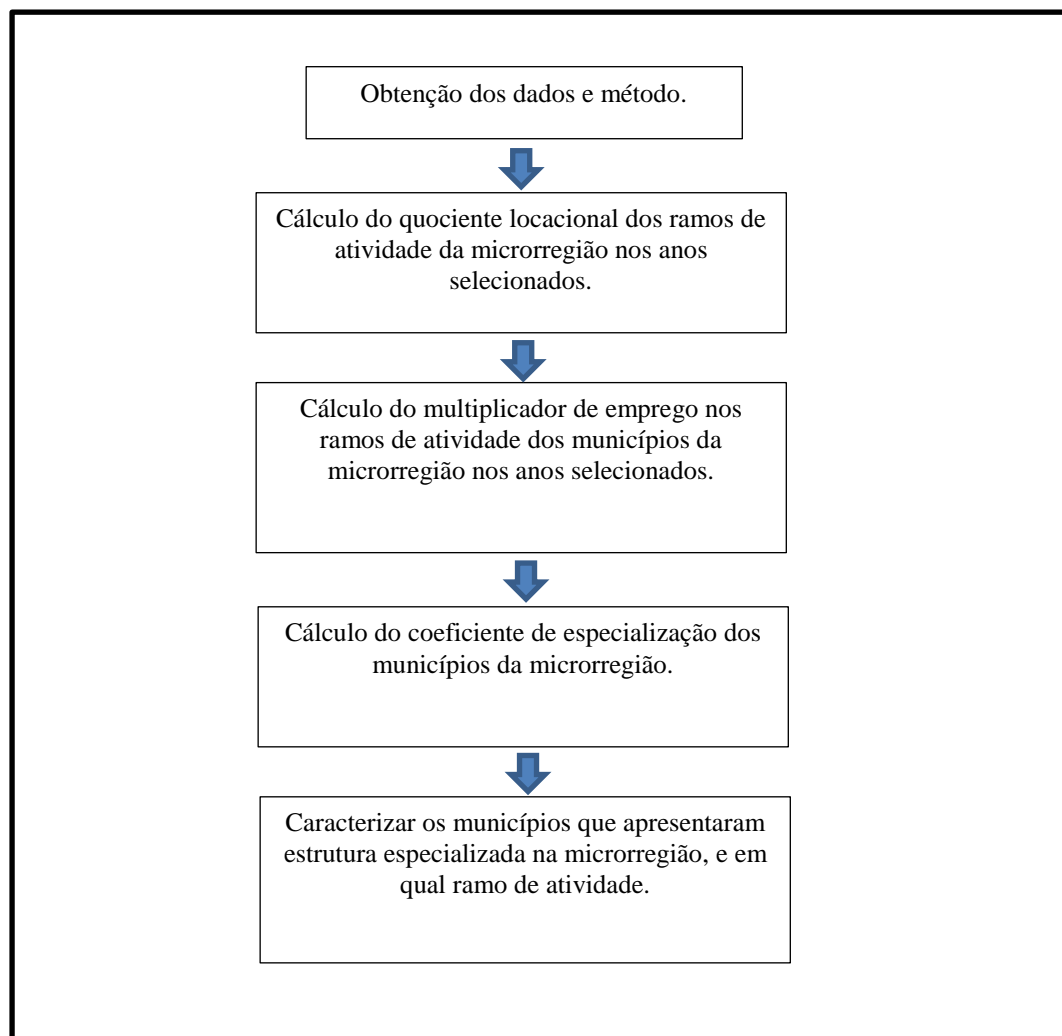 Obtenção dos dados e método.
Cálculo do quociente locacional dos ramos de
atividade da microrregião nos anos
selecionados.
Cálculo do multiplicador de emprego nos
ramos de atividade dos municípios da
microrregião nos anos selecionados.
Cálculo do coeficiente de especialização dos
municípios da microrregião.
Caracterizar os municípios que apresentaram
estrutura especializada na microrregião, e em
qual ramo de atividade.